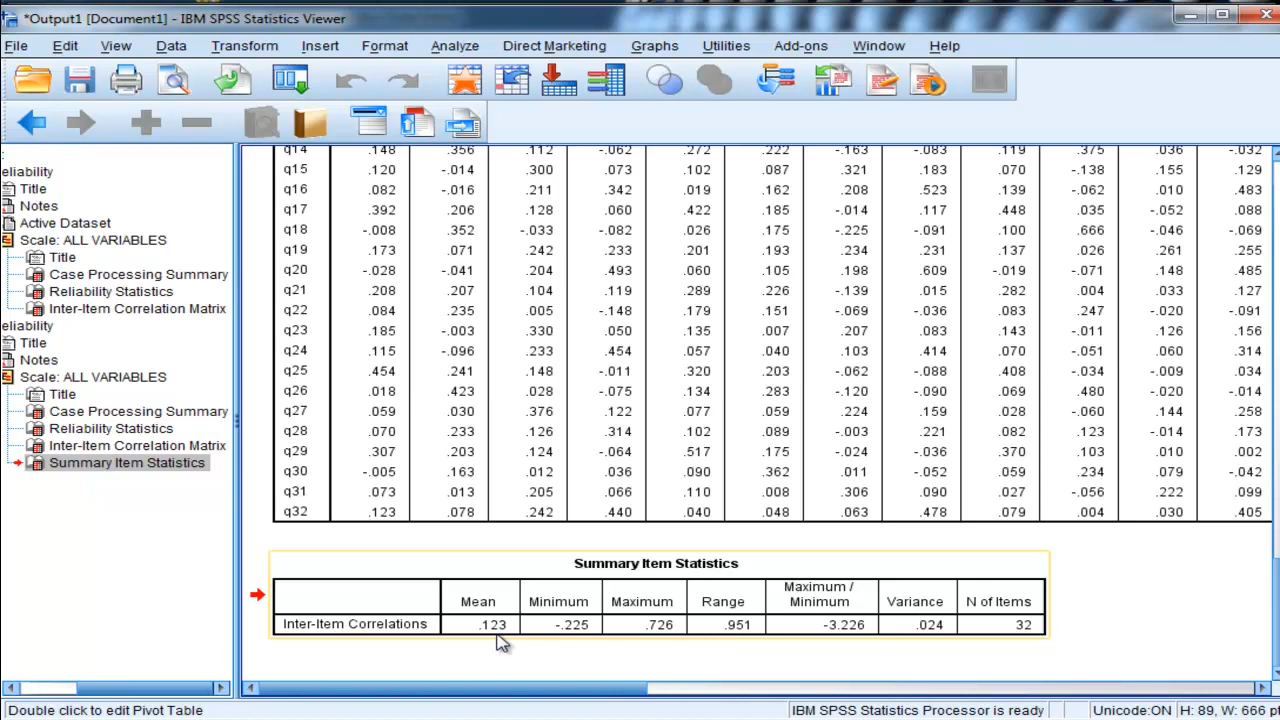 *Output1 [Document1] - IBM SPSS Statistics Viewer
File Edit View Data Transform Insert Format Analyze Direct Marketing Graphs Utilities Add-ons Window Help
:
eliability
Title
Notes
Active Dataset
Scale: ALL VARIABLES
Title
Case Processing Summary
Reliability Statistics
Inter-Item Correlation Matrix
eliability
Title
Notes
Scale: ALL VARIABLES
Title
Case Processing Summary
Reliability Statistics
Inter-Item Correlation Matrix
Summary Item Statistics
q14 .148 .356 .112 -.062 .272 .222 -.163 -.083 .119 .375 .036 -.032
q15 .120 -.014 .300 .073 .102 .087 .321 .183 .070 -.138 .155 .129
q16 .082 -.016 .211 .342 .019 .162 .208 .523 .139 -.062 .010 .483
q17 .392 .206 .128 .060 .422 .185 -.014 .117 .448 .035 -.052 .088
q18 -.008 .352 -.033 -.082 .026 .175 -.225 -.091 .100 .666 -.046 -.069
q19 .173 .071 .242 .233 .201 .193 .234 .231 .137 .026 .261 .255
q20 -.028 -.041 .204 .493 .060 .105 .198 .609 -.019 -.071 .148 .485
q21 .208 .207 .104 .119 .289 .226 -.139 .015 .282 .004 .033 .127
q22 .084 .235 .005 -.148 .179 .151 -.069 -.036 .083 .247 -.020 -.091
q23 .185 -.003 .330 .050 .135 .007 .207 .083 .143 -.011 .126 .156
q24 .115 -.096 .233 .454 .057 .040 .103 .414 .070 -.051 .060 .314
q25 .454 .241 .148 -.011 .320 .203 -.062 -.088 .408 -.034 -.009 .034
q26 .018 .423 .028 -.075 .134 .283 -.120 -.090 .069 .480 -.020 -.014
q27 .059 .030 .376 .122 .077 .059 .224 .159 .028 -.060 .144 .258
q28 .070 .233 .126 .314 .102 .089 -.003 .221 .082 .123 -.014 .173
q29 .307 .203 .124 -.064 .517 .175 -.024 -.036 .370 .103 .010 .002
q30 -.005 .163 .012 .036 .090 .362 .011 -.052 .059 .234 .079 -.042
q31 .073 .013 .205 .066 .110 .008 .306 .090 .027 -.056 .222 .099
q32 .123 .078 .242 .440 .040 .048 .063 .478 .079 .004 .030 .405
Summary Item Statistics
Mean Minimum Maximum Range Maximum / Minimum Variance N of Items
Inter-Item Correlations .123 -.225 .726 .951 -3.226 .024 32
Double click to edit Pivot Table IBM SPSS Statistics Processor is ready Unicode:ON H: 89, W: 666 pt